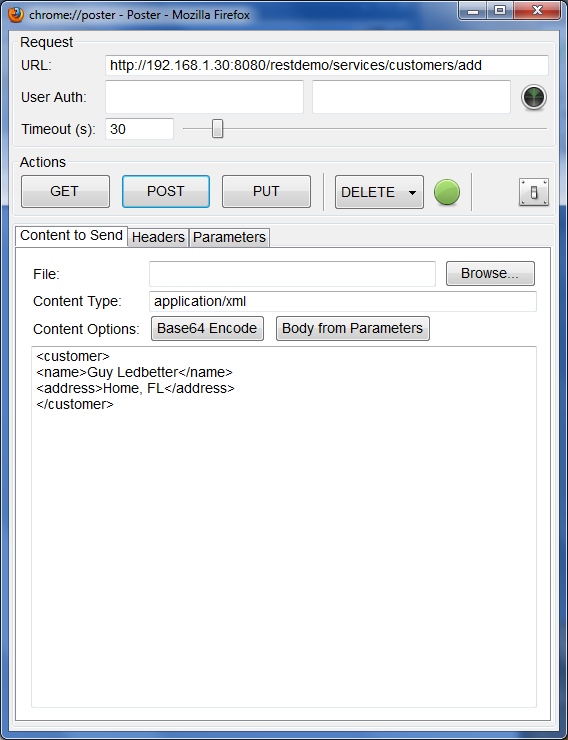 chrome://poster - Poster - Mozilla Firefox
Request
URL: http://192.168.1.30:8080/restdemo/services/customers/add
User Auth:
Timeout (s): 30
Actions
GET POST PUT DELETE
Content to Send Headers Parameters
File: Browse...
Content Type: application/xml
Content Options: Base64 Encode Body from Parameters
<customer>
<name>Guy Ledbetter</name>
<address>Home, FL</address>
</customer>